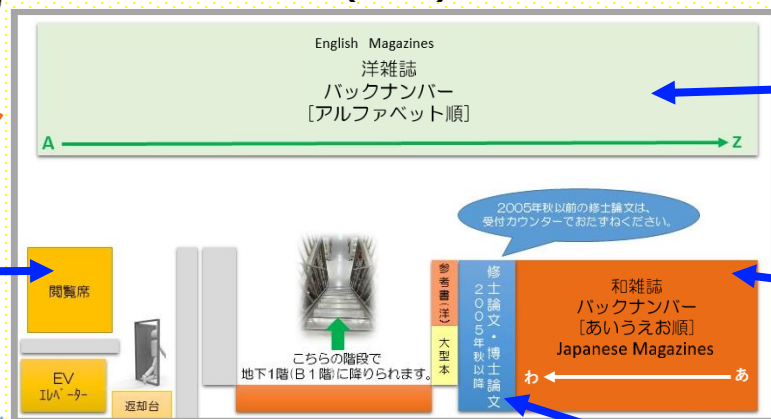 English Magazines
洋雑誌
バックナンバー
[アルファベット順]
A
Z
2005年秋以前の修士論文は、
受付カウンターでおたずねください。
閲覧席
EV
エレベーター
返却台
こちらの階段で
地下1階(B1階)に降りられます。
参考書(洋)
大型本
修士論文・博士論文
2005年秋以降
和雑誌
バックナンバー
[あいうえお順]
Japanese Magazines
わ
あ